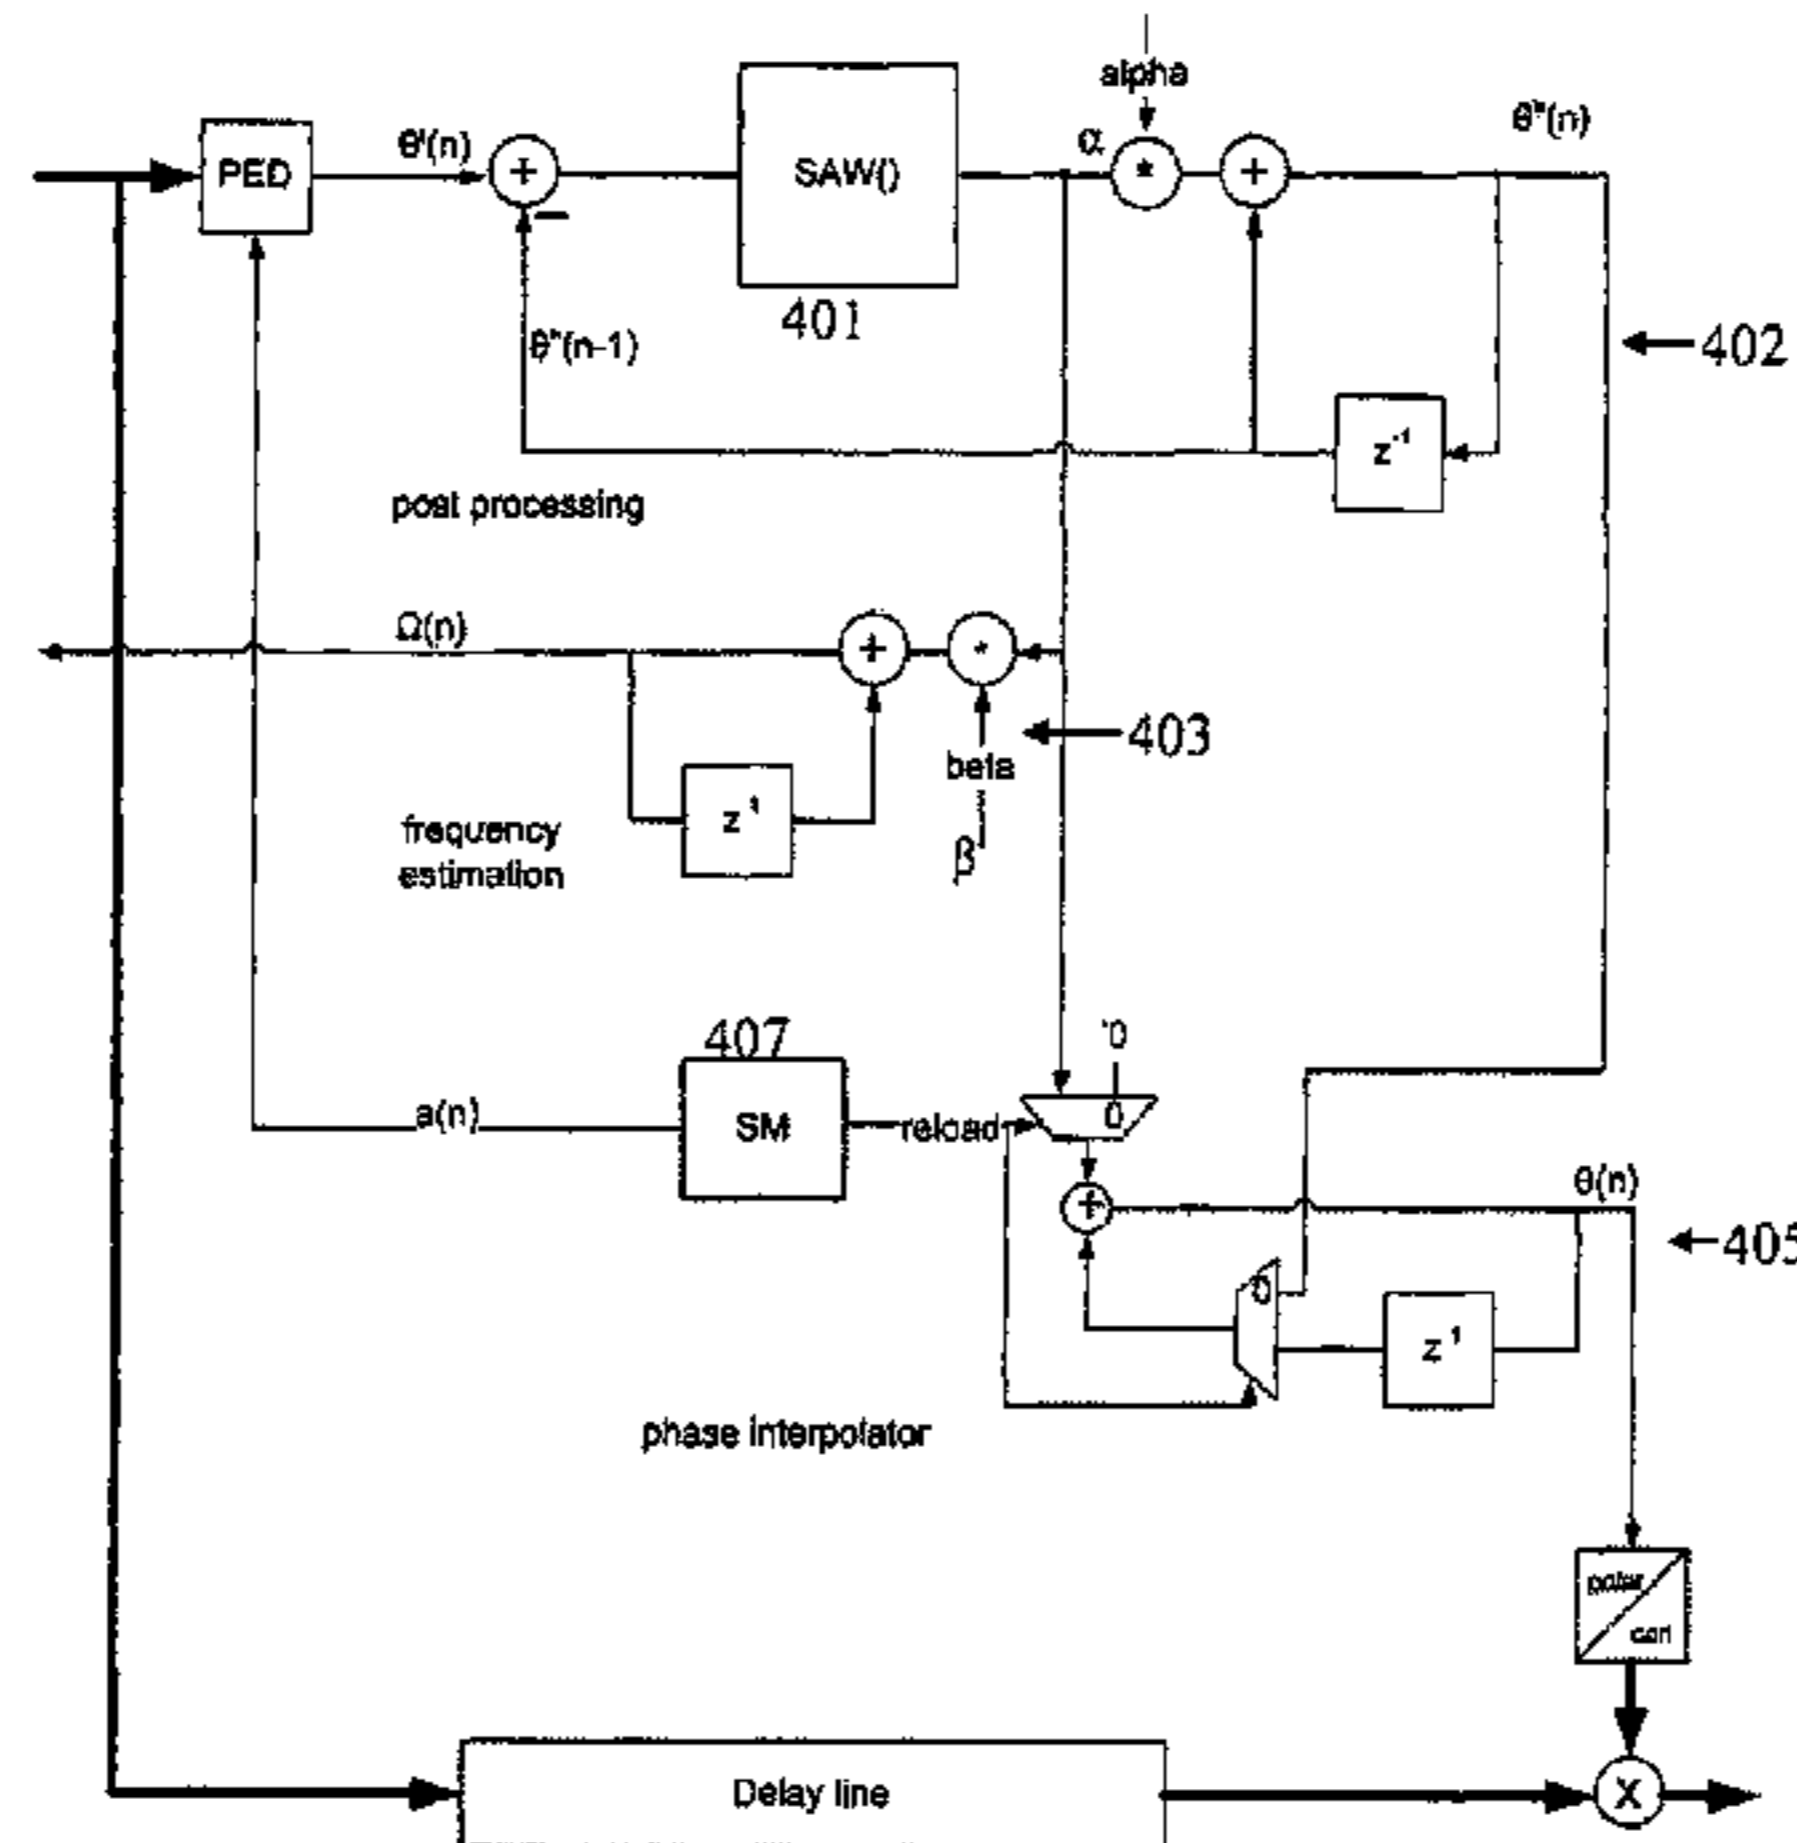 alpha
θ'(n)
α
θ"(n)
PED
+
SAW()
*
+
−
401
θ"(n-1)
402
z-1
post processing
Ω(n)
+
*
403
beta
z-1
β
frequency
estimation
407
'0
a(n)
SM
reload
0
θ(n)
+
405
0
z-1
phase interpolator
polar
cart
Delay line
X